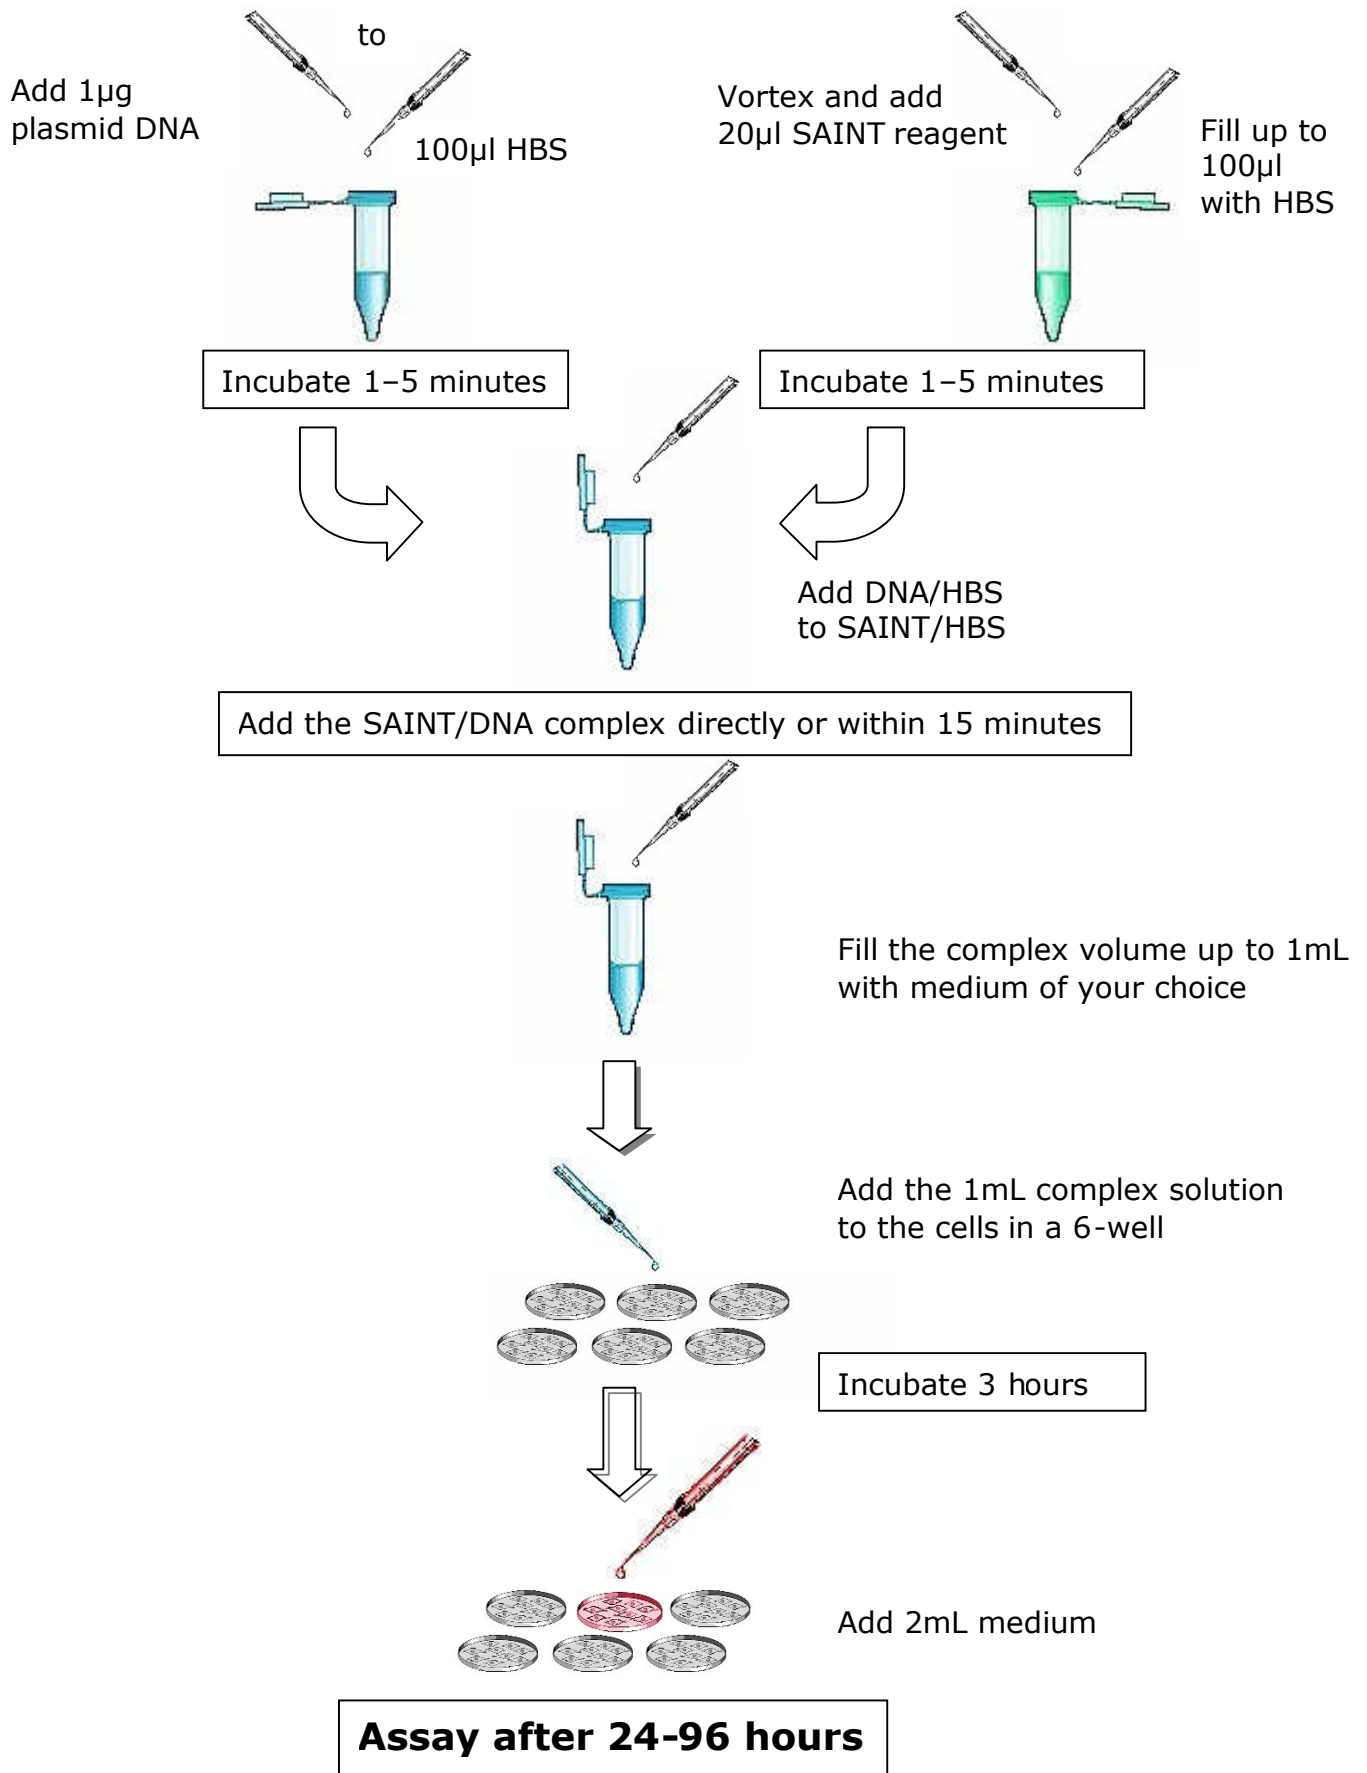 Add 1µg
plasmid DNA
to
100µl HBS
Vortex and add
20µl SAINT reagent
Fill up to
100µl
with HBS
Incubate 1–5 minutes
Incubate 1–5 minutes
Add DNA/HBS
to SAINT/HBS
Add the SAINT/DNA complex directly or within 15 minutes
Fill the complex volume up to 1mL
with medium of your choice
Add the 1mL complex solution
to the cells in a 6-well
Incubate 3 hours
Add 2mL medium
Assay after 24–96 hours